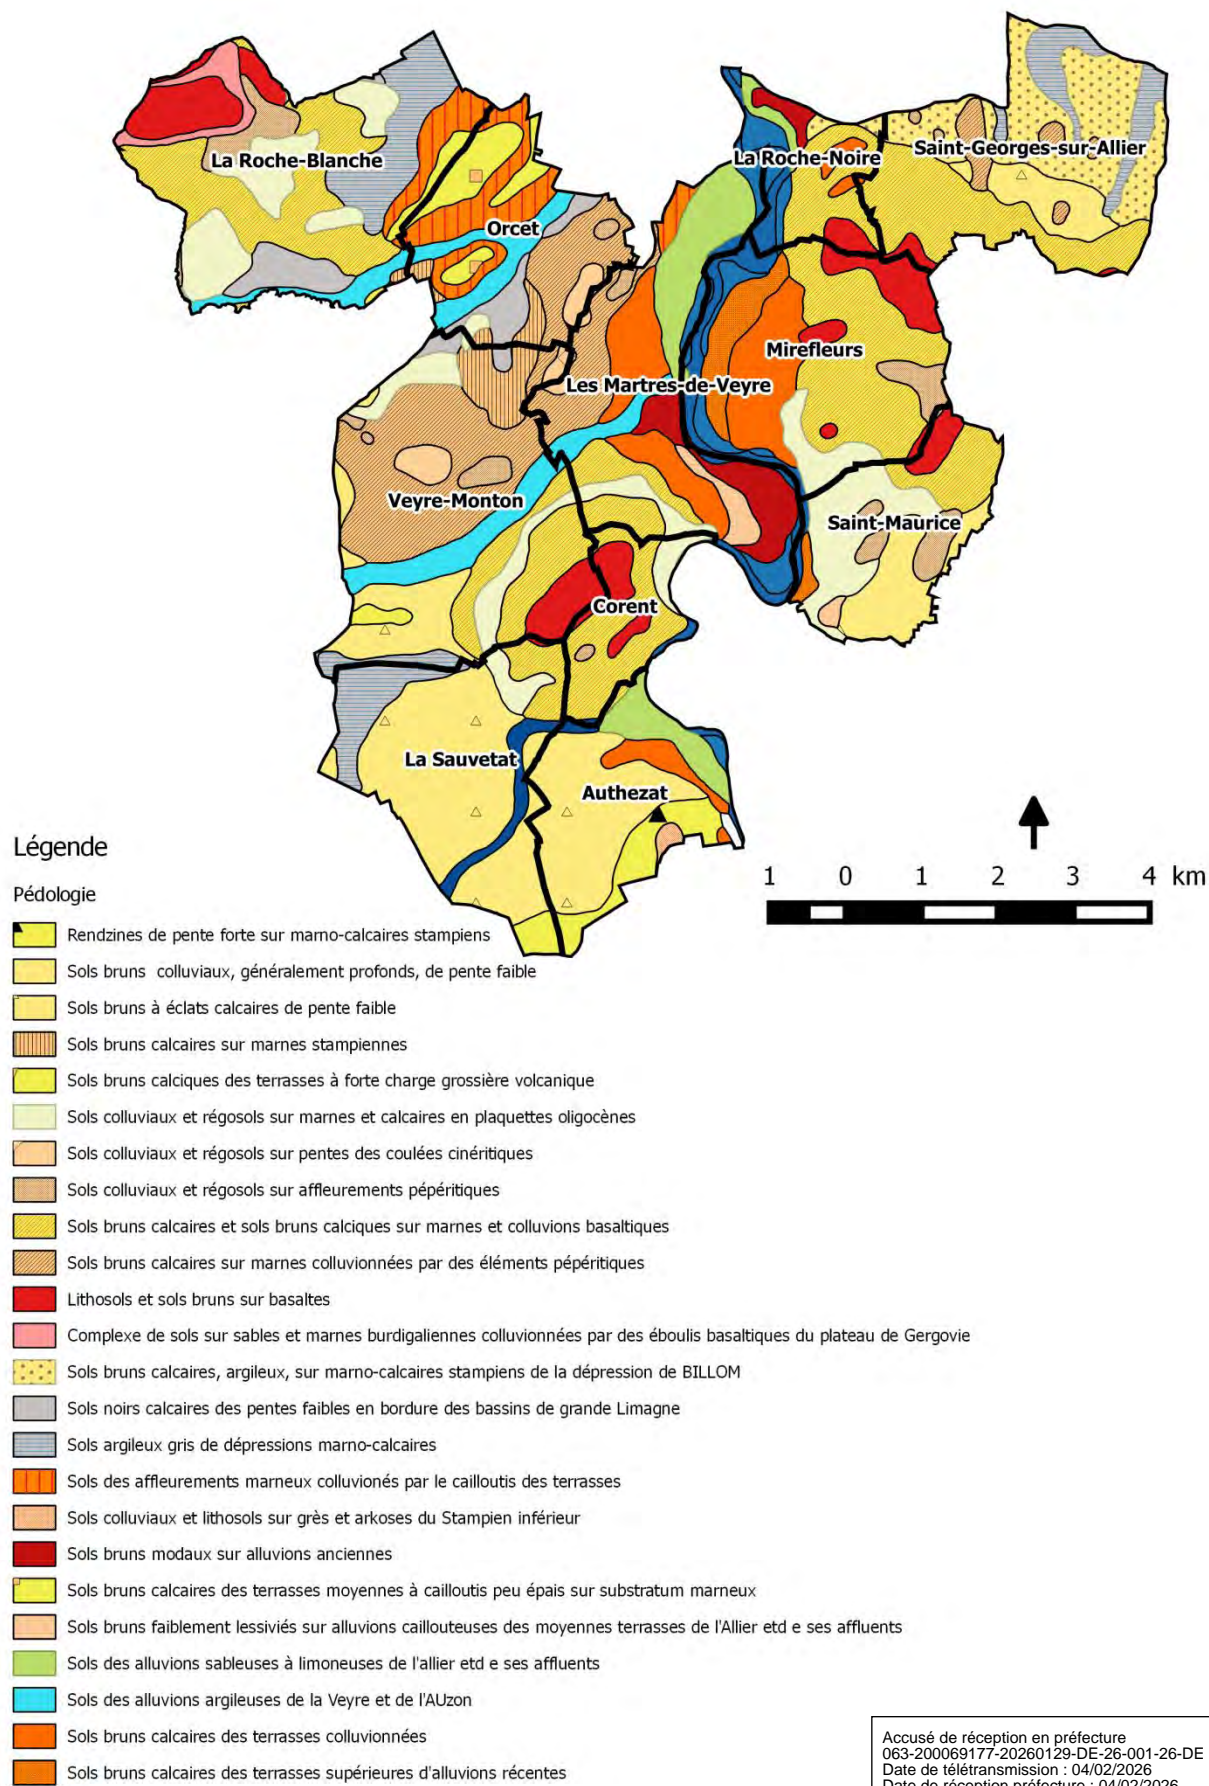 La Roche-Blanche
La Roche-Noire
Saint-Georges-sur-Allier
Orcet
Mirefleurs
Les Martres-de-Veyre
Veyre-Monton
Saint-Maurice
Corent
La Sauvetat
Authezat
1 0 1 2 3 4 km
Légende
Pédologie
Rendzines de pente forte sur marno-calcaires stampiens
Sols bruns colluviaux, généralement profonds, de pente faible
Sols bruns à éclats calcaires de pente faible
Sols bruns calcaires sur marnes stampiennes
Sols bruns calciques des terrasses à forte charge grossière volcanique
Sols colluviaux et régosols sur marnes et calcaires en plaquettes oligocènes
Sols colluviaux et régosols sur pentes des coulées cinéritiques
Sols colluviaux et régosols sur affleurements pépéritiques
Sols bruns calcaires et sols bruns calciques sur marnes et colluvions basaltiques
Sols bruns calcaires sur marnes colluvionnées par des éléments pépéritiques
Lithosols et sols bruns sur basaltes
Complexe de sols sur sables et marnes burdigaliennes colluvionnées par des éboulis basaltiques du plateau de Gergovie
Sols bruns calcaires, argileux, sur marno-calcaires stampiens de la dépression de BILLOM
Sols noirs calcaires des pentes faibles en bordure des bassins de grande Limagne
Sols argileux gris de dépressions marno-calcaires
Sols des affleurements marneux colluvionés par le cailloutis des terrasses
Sols colluviaux et lithosols sur grès et arkoses du Stampien inférieur
Sols bruns modaux sur alluvions anciennes
Sols bruns calcaires des terrasses moyennes à cailloutis peu épais sur substratum marneux
Sols bruns faiblement lessiviés sur alluvions caillouteuses des moyennes terrasses de l'Allier etd e ses affluents
Sols des alluvions sableuses à limoneuses de l'allier etd e ses affluents
Sols des alluvions argileuses de la Veyre et de l'AUzon
Sols bruns calcaires des terrasses colluvionnées
Sols bruns calcaires des terrasses supérieures d'alluvions récentes
Accusé de réception en préfecture
063-200069177-20260129-DE-26-001-26-DE
Date de télétransmission : 04/02/2026
Date de réception préfecture : 04/02/2026